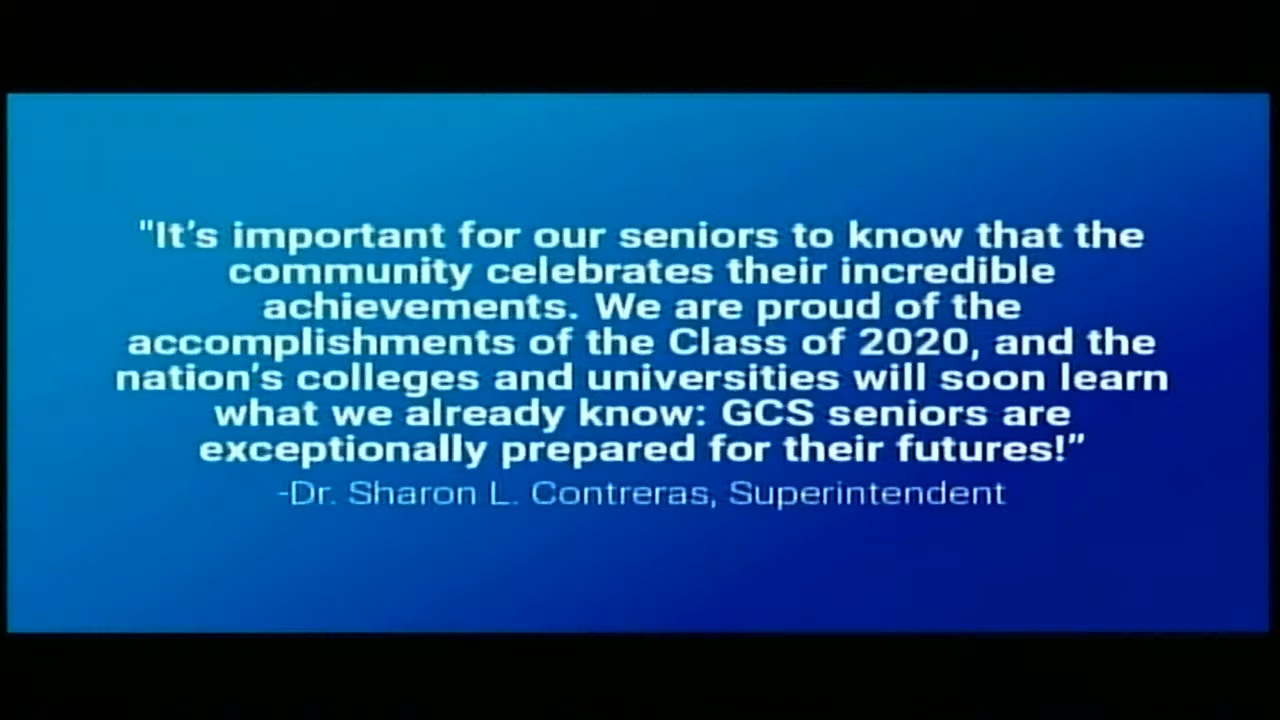 "It's important for our seniors to know that the
community celebrates their incredible
achievements. We are proud of the
accomplishments of the Class of 2020, and the
nation's colleges and universities will soon learn
what we already know: GCS seniors are
exceptionally prepared for their futures!”
-Dr. Sharon L. Contreras, Superintendent